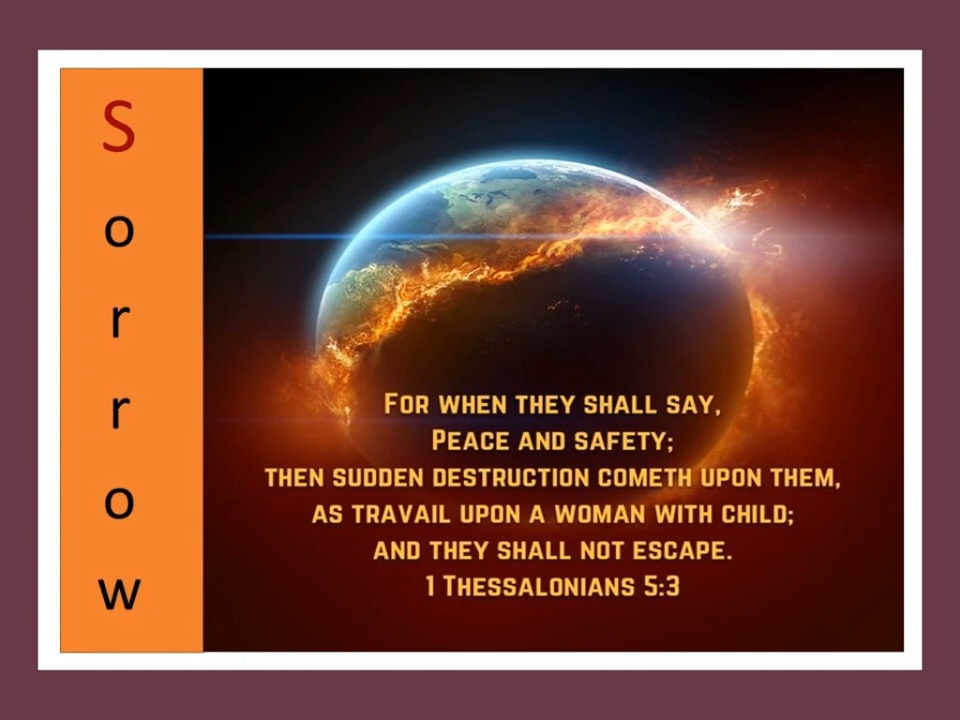 Sorrow
For when they shall say,
Peace and safety;
then sudden destruction cometh upon them,
as travail upon a woman with child;
and they shall not escape.
1 Thessalonians 5:3